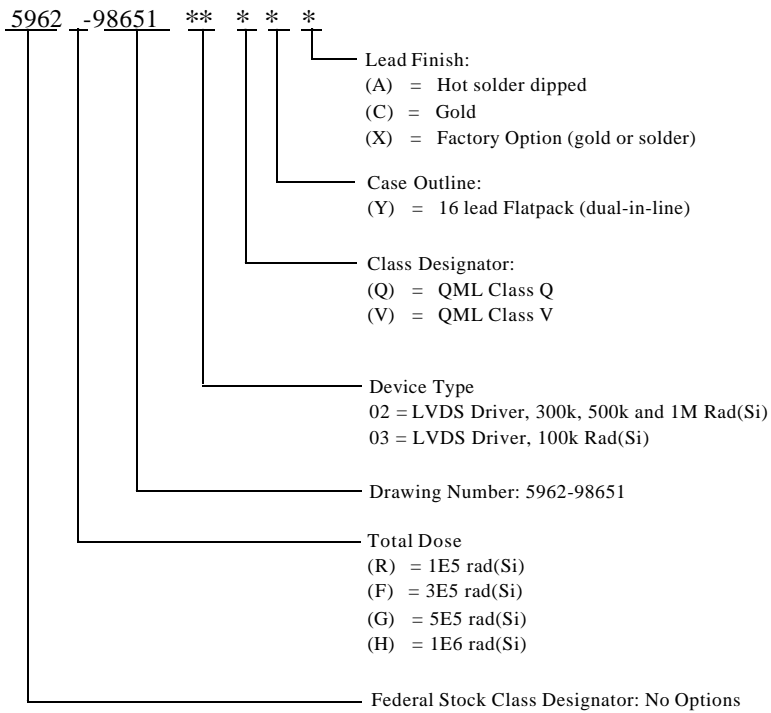 5962 _-98651 ** * * *
Lead Finish:
(A) = Hot solder dipped
(C) = Gold
(X) = Factory Option (gold or solder)
Case Outline:
(Y) = 16 lead Flatpack (dual-in-line)
Class Designator:
(Q) = QML Class Q
(V) = QML Class V
Device Type
02 = LVDS Driver, 300k, 500k and 1M Rad(Si)
03 = LVDS Driver, 100k Rad(Si)
Drawing Number: 5962-98651
Total Dose
(R) = 1E5 rad(Si)
(F) = 3E5 rad(Si)
(G) = 5E5 rad(Si)
(H) = 1E6 rad(Si)
Federal Stock Class Designator: No Options